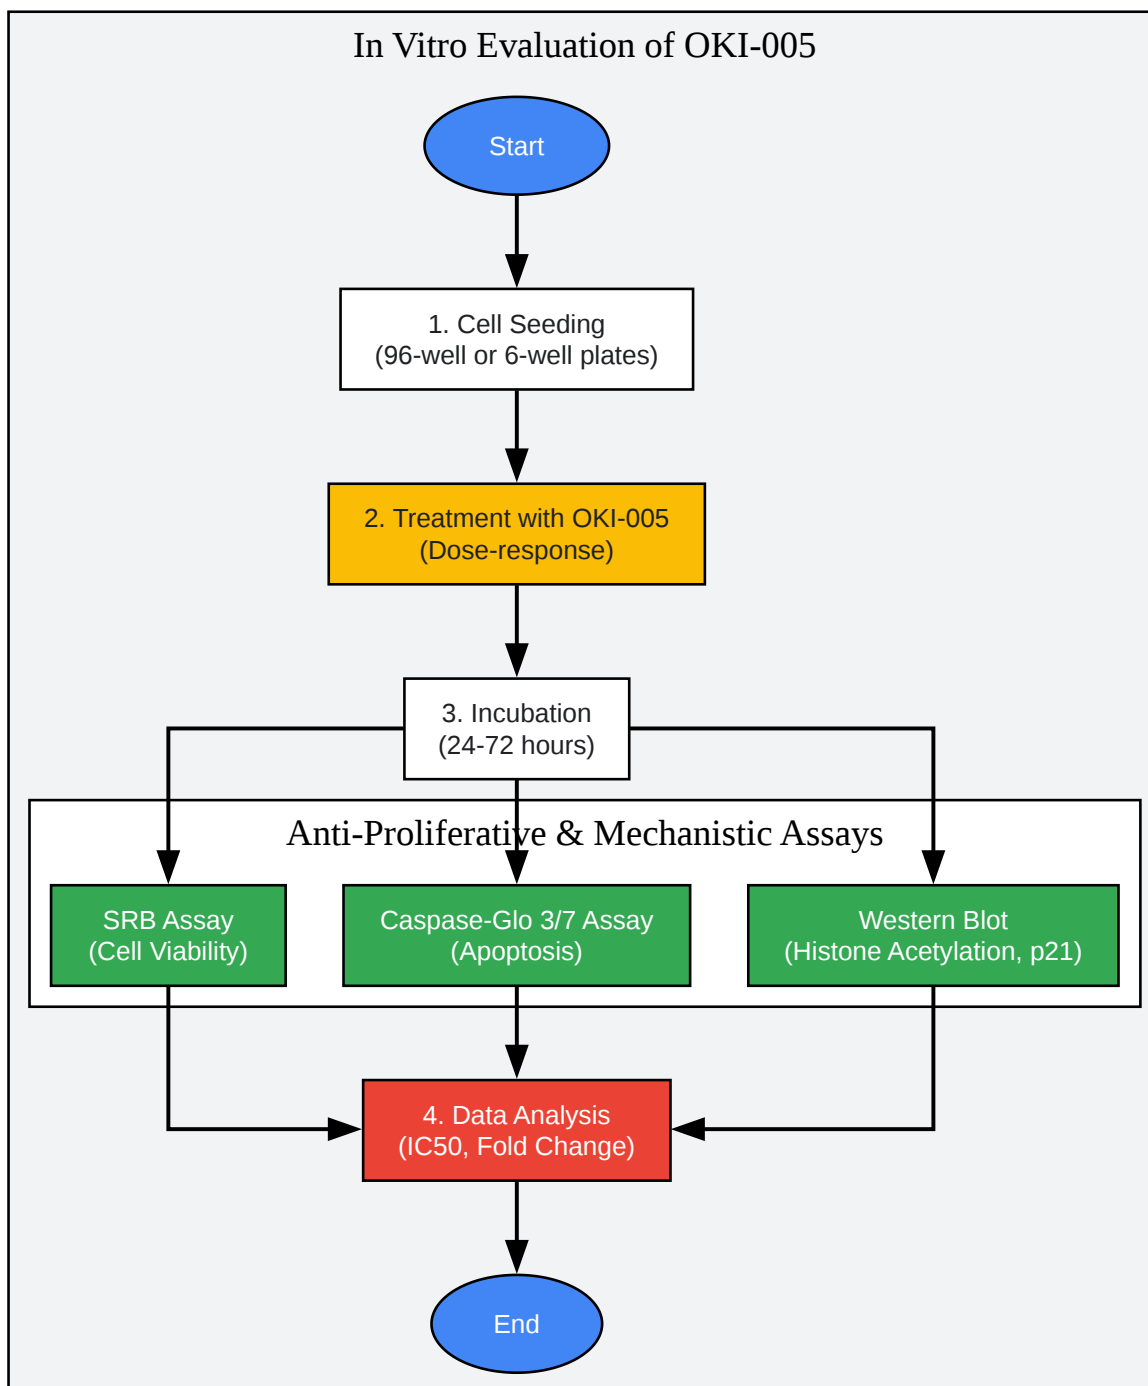 In Vitro Evaluation of OKI-005
Start
1. Cell Seeding
(96-well or 6-well plates)
2. Treatment with OKI-005
(Dose-response)
3. Incubation
(24-72 hours)
Anti-Proliferative & Mechanistic Assays
SRB Assay
(Cell Viability)
Caspase-Glo 3/7 Assay
(Apoptosis)
Western Blot
(Histone Acetylation, p21)
4. Data Analysis
(IC50, Fold Change)
End